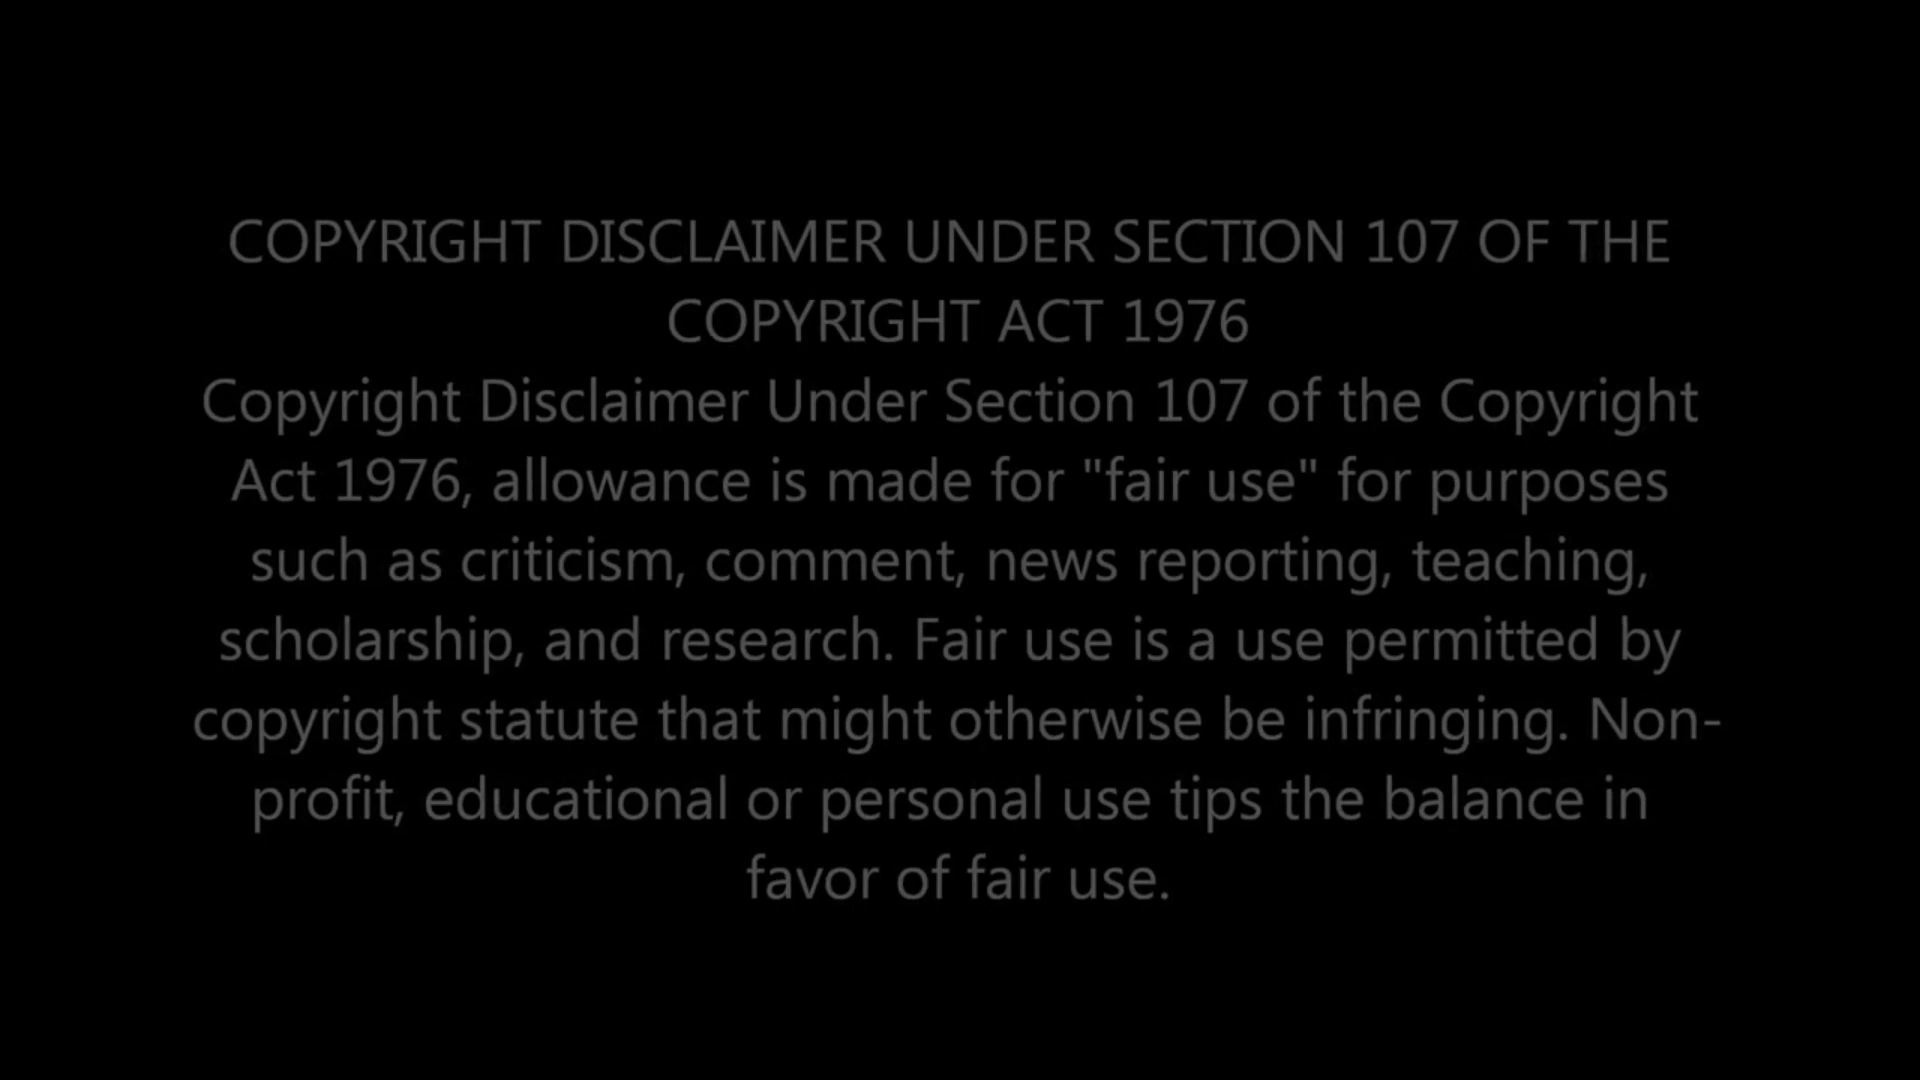 COPYRIGHT DISCLAIMER UNDER SECTION 107 OF THE
COPYRIGHT ACT 1976
Copyright Disclaimer Under Section 107 of the Copyright
Act 1976, allowance is made for "fair use" for purposes
such as criticism, comment, news reporting, teaching,
scholarship, and research. Fair use is a use permitted by
copyright statute that might otherwise be infringing. Non-
profit, educational or personal use tips the balance in
favor of fair use.